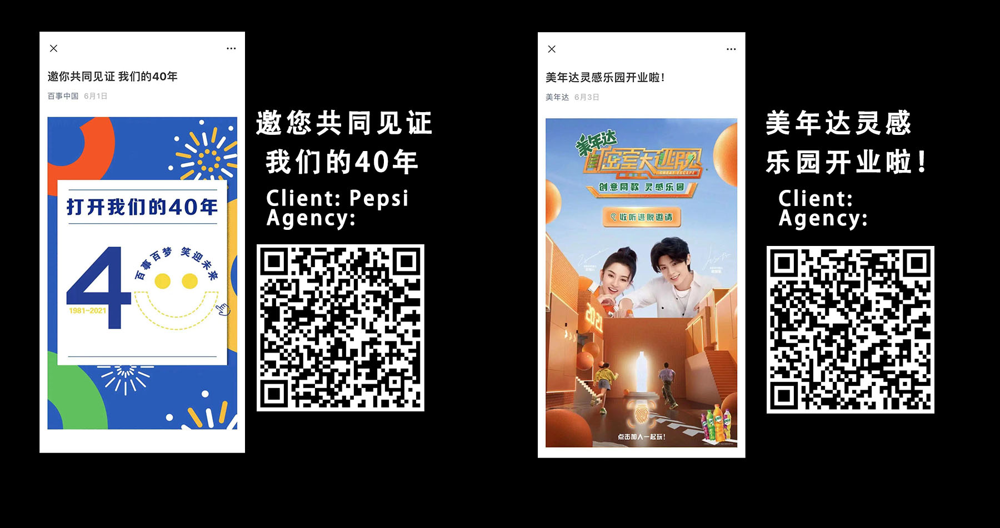 邀你共同见证 我们的40年
百事中国 6月1日
打开我们的40年
40
百事百梦 笑迎未来
1981-2021
邀您共同见证
我们的40年
Client: Pepsi
Agency:
美年达灵感乐园开业啦！
美年达 6月3日
美年达
密室大逃脱
GREAT ESCAPE
创意同款 灵感乐园
收听逃脱邀请
2021
点击加入一起玩！
美年达灵感
乐园开业啦！
Client:
Agency: